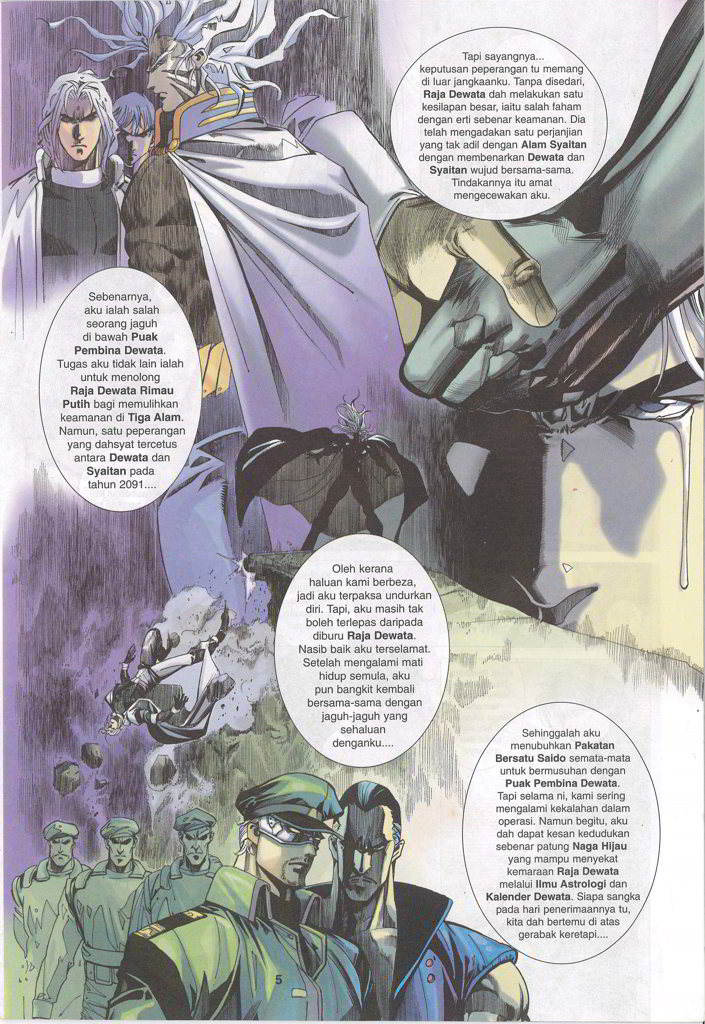 Sebenarnya,
aku ialah salah
seorang jaguh
di bawah Puak
Pembina Dewata.
Tugas aku tidak lain ialah
untuk menolong
Raja Dewata Rimau
Putih bagi memulihkan
keamanan di Tiga Alam.
Namun, satu peperangan
yang dahsyat tercetus
antara Dewata dan
Syaitan pada
tahun 2091....
Tapi sayangnya...
keputusan peperangan tu memang
di luar jangkaanku. Tanpa disedari,
Raja Dewata dah melakukan satu
kesilapan besar, iaitu salah faham
dengan erti sebenar keamanan. Dia
telah mengadakan satu perjanjian
yang tak adil dengan Alam Syaitan
dengan membenarkan Dewata dan
Syaitan wujud bersama-sama.
Tindakannya itu amat
mengecewakan aku.
Oleh kerana
haluan kami berbeza,
jadi aku terpaksa undurkan
diri. Tapi, aku masih tak
boleh terlepas daripada
diburu Raja Dewata.
Nasib baik aku terselamat.
Setelah mengalami mati
hidup semula, aku
pun bangkit kembali
bersama-sama dengan
jaguh-jaguh yang
sehaluan
denganku....
Sehinggalah aku
menubuhkan Pakatan
Bersatu Saido semata-mata
untuk bermusuhan dengan
Puak Pembina Dewata.
Tapi selama ni, kami sering
mengalami kekalahan dalam
operasi. Namun begitu, aku
dah dapat kesan kedudukan
sebenar patung Naga Hijau
yang mampu menyekat
kemaraan Raja Dewata
melalui Ilmu Astrologi dan
Kalender Dewata. Siapa sangka
pada hari penerimaannya tu,
kita dah bertemu di atas
gerabak keretapi....
5